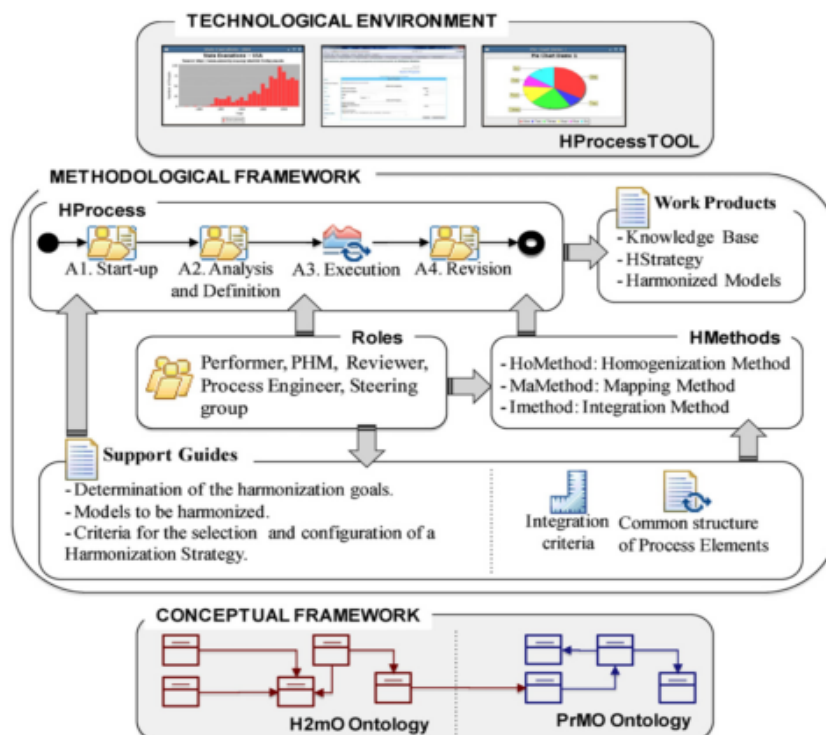 TECHNOLOGICAL ENVIRONMENT
HProcessTOOL
METHODOLOGICAL FRAMEWORK
HProcess
A1. Start-up
A2. Analysis
and Definition
A3. Execution
A4. Revision
Work Products
- Knowledge Base
- HStrategy
- Harmonized Models
Roles
Performer, PHM, Reviewer,
Process Engineer, Steering
group
HMethods
- HoMethod: Homogenization Method
- MaMethod: Mapping Method
- Imethod: Integration Method
Support Guides
- Determination of the harmonization goals.
- Models to be harmonized.
- Criteria for the selection and configuration of a
Harmonization Strategy.
Integration
criteria
Common structure
of Process Elements
CONCEPTUAL FRAMEWORK
H2mO Ontology
PrMO Ontology